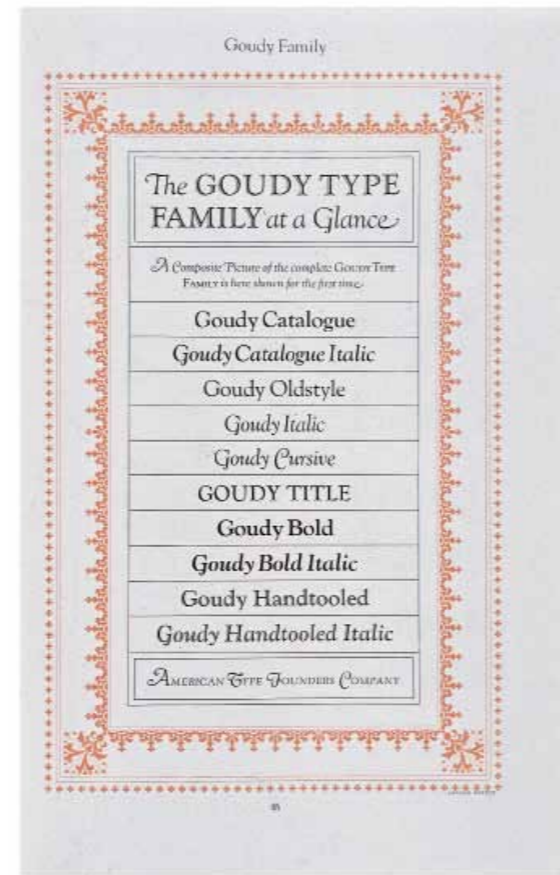 Goudy Family
The GOUDY TYPE
FAMILY at a Glance
A Composite Picture of the complete GOUDY TYPE
FAMILY is here shown for the first time
Goudy Catalogue
Goudy Catalogue Italic
Goudy Oldstyle
Goudy Italic
Goudy Cursive
GOUDY TITLE
Goudy Bold
Goudy Bold Italic
Goudy Handtooled
Goudy Handtooled Italic
AMERICAN TYPE FOUNDERS COMPANY